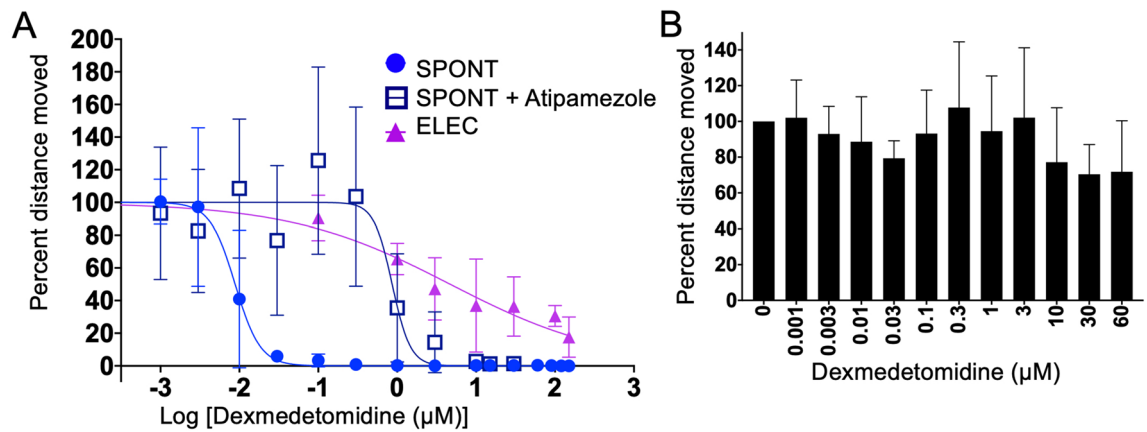 A
Percent distance moved
200
180
160
140
120
100
80
60
40
20
0
-3 -2 -1 0 1 2 3
Log [Dexmedetomidine (µM)]
SPONT
SPONT + Atipamezole
ELEC
B
Percent distance moved
140
120
100
80
60
40
20
0
0 0.001 0.003 0.01 0.03 0.1 0.3 1 3 10 30 60
Dexmedetomidine (µM)